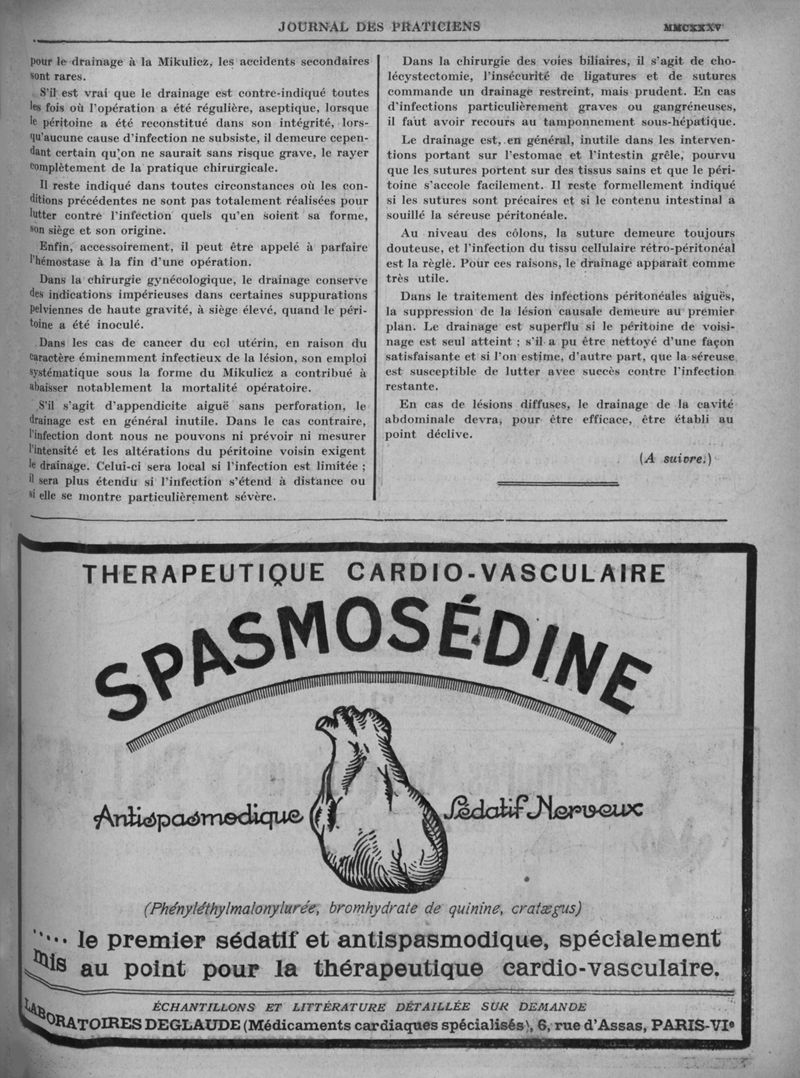 JOURNAL DES PRATICIENS
MMCXXXV
pour le drainage à la Mikulicz, les accidents secondaires
sont rares.
S'il est vrai que le drainage est contre-indiqué toutes
les fois où l'opération a été régulière, aseptique, lorsque
le péritoine a été reconstitué dans son intégrité, lors-
qu'aucune cause d'infection ne subsiste, il demeure cepen-
dant certain qu'on ne saurait sans risque grave, le rayer
complètement de la pratique chirurgicale.
Il reste indiqué dans toutes circonstances où les con-
ditions précédentes ne sont pas totalement réalisées pour
lutter contre l'infection quels qu'en soient sa forme,
son siège et son origine.
Enfin, accessoirement, il peut être appelé à parfaire
l'hémostase à la fin d'une opération.
Dans la chirurgie gynécologique, le drainage conserve
des indications impérieuses dans certaines suppurations
pelviennes de haute gravité, à siège élevé, quand le péri-
toine a été inoculé.
Dans les cas de cancer du col utérin, en raison du
caractère éminemment infectieux de la lésion, son emploi
systématique sous la forme du Mikulicz a contribué à
abaisser notablement la mortalité opératoire.
S'il s'agit d'appendicite aiguë sans perforation, le
drainage est en général inutile. Dans le cas contraire,
l'infection dont nous ne pouvons ni prévoir ni mesurer
l'intensité et les altérations du péritoine voisin exigent
le drainage. Celui-ci sera local si l'infection est limitée ;
il sera plus étendu si l'infection s'étend à distance ou
si elle se montre particulièrement sévère.
Dans la chirurgie des voies biliaires, il s'agit de cho-
lécystectomie, l'insécurité de ligatures et de sutures
commande un drainage restreint, mais prudent. En cas
d'infections particulièrement graves ou gangréneuses,
il faut avoir recours au tamponnement sous-hépatique.
Le drainage est, en général, inutile dans les interven-
tions portant sur l'estomac et l'intestin grêle, pourvu
que les sutures portent sur des tissus sains et que le péri-
toine s'accole facilement. Il reste formellement indiqué
si les sutures sont précaires et si le contenu intestinal a
souillé la séreuse péritonéale.
Au niveau des côlons, la suture demeure toujours
douteuse, et l'infection du tissu cellulaire rétro-péritonéal
est la règle. Pour ces raisons, le drainage apparaît comme
très utile.
Dans le traitement des infections péritonéales aiguës,
la suppression de la lésion causale demeure au premier
plan. Le drainage est superflu si le péritoine de voisi-
nage est seul atteint ; s'il a pu être nettoyé d'une façon
satisfaisante et si l'on estime, d'autre part, que la séreuse
est susceptible de lutter avec succès contre l'infection
restante.
En cas de lésions diffuses, le drainage de la cavité
abdominale devra, pour être efficace, être établi au
point déclive.
(A suivre.)
THERAPEUTIQUE CARDIO-VASCULAIRE
SPASMOSÉDINE
Antispasmodique
Sédatif Nerveux
(Phényléthylmalonylurée, bromhydrate de quinine, cratægus)
..... le premier sédatif et antispasmodique, spécialement
mis au point pour la thérapeutique cardio-vasculaire.
ÉCHANTILLONS ET LITTÉRATURE DÉTAILLÉE SUR DEMANDE
LABORATOIRES DEGLAUDE (Médicaments cardiaques spécialisés), 6, rue d'Assas, PARIS-VIe